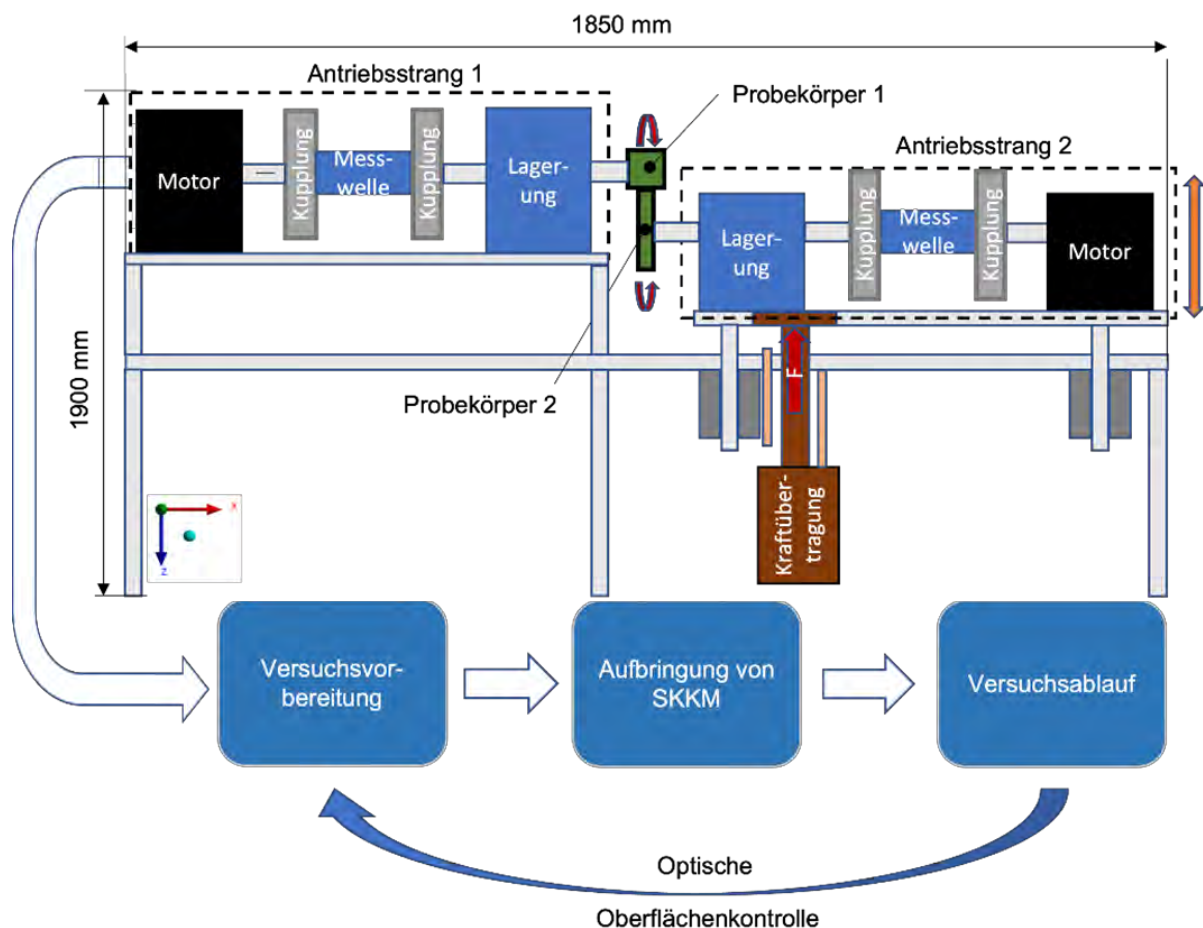 1850 mm
Antriebsstrang 1
Probekörper 1
Motor
Kupplung
Mess-
welle
Kupplung
Lager-
ung
Antriebsstrang 2
Lager-
ung
Kupplung
Mess-
welle
Kupplung
Motor
1900 mm
F
Probekörper 2
Kraftüber-
tragung
X
Z
Versuchsvor-
bereitung
Aufbringung von
SKKM
Versuchsablauf
Optische
Oberflächenkontrolle